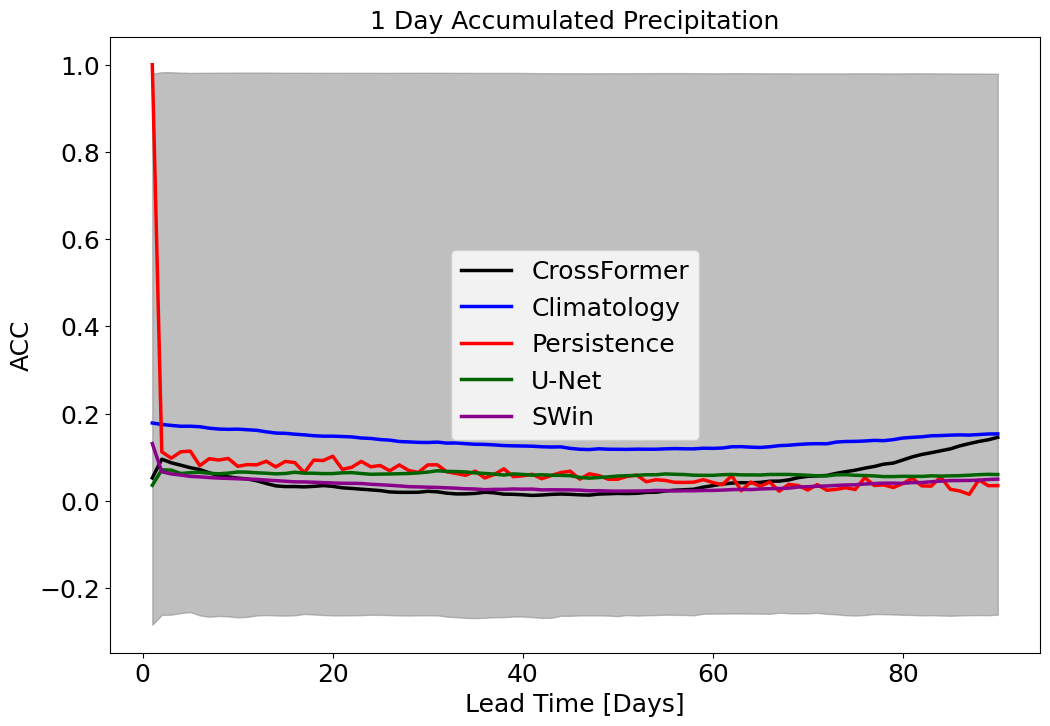 1 Day Accumulated Precipitation
1.0
0.8
0.6
0.4
0.2
0.0
−0.2
ACC
CrossFormer
Climatology
Persistence
U-Net
SWin
0 20 40 60 80
Lead Time [Days]